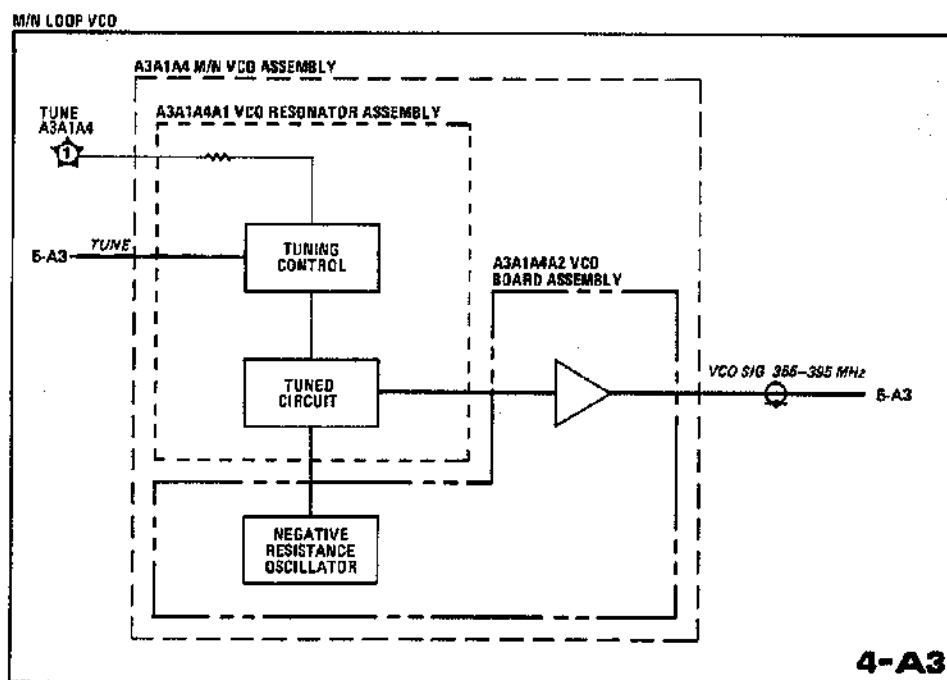 M/N LOOP VCO
A3A1A4 M/N VCO ASSEMBLY
TUNE
A3A1A4
1
A3A1A4A1 VCO RESONATOR ASSEMBLY
TUNING
CONTROL
5-A3
TUNE
A3A1A4A2 VCO
BOARD ASSEMBLY
TUNED
CIRCUIT
VCO SIG 355-395 MHz
5-A3
NEGATIVE
RESISTANCE
OSCILLATOR
4-A3